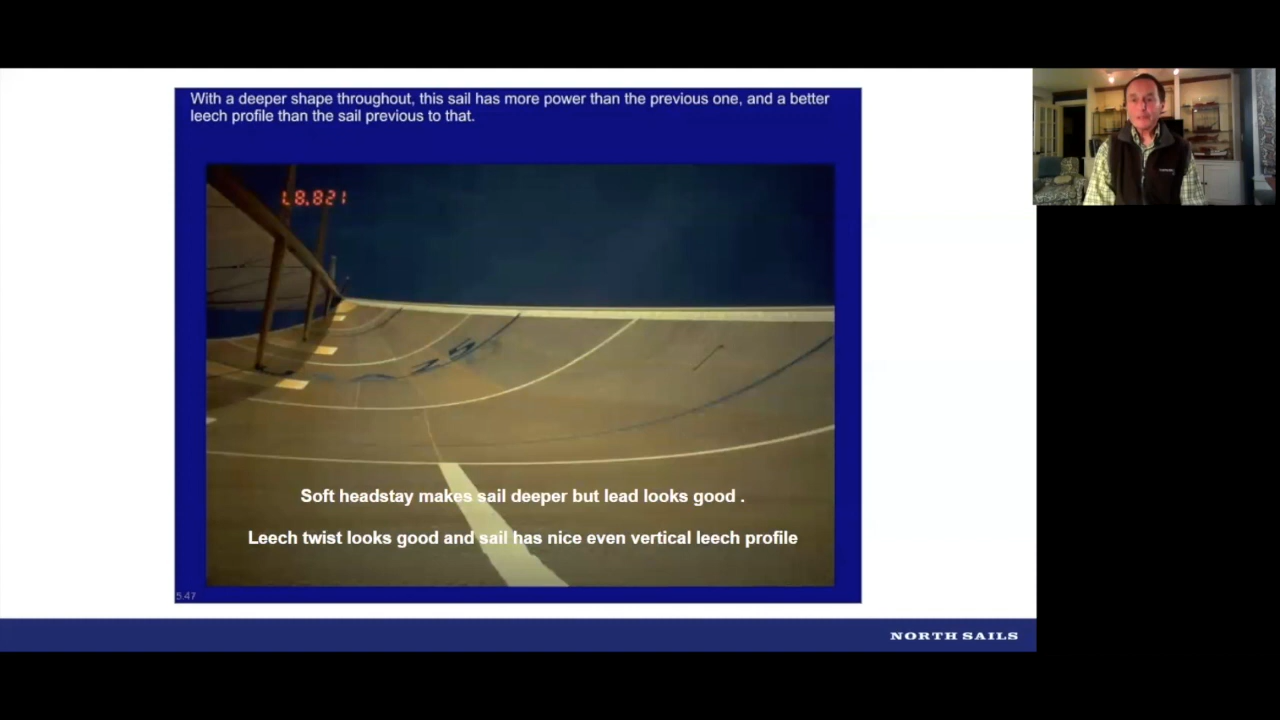 With a deeper shape throughout, this sail has more power than the previous one, and a better
leech profile than the sail previous to that.
Soft headstay makes sail deeper but lead looks good .
Leech twist looks good and sail has nice even vertical leech profile
5.47
NORTH SAILS